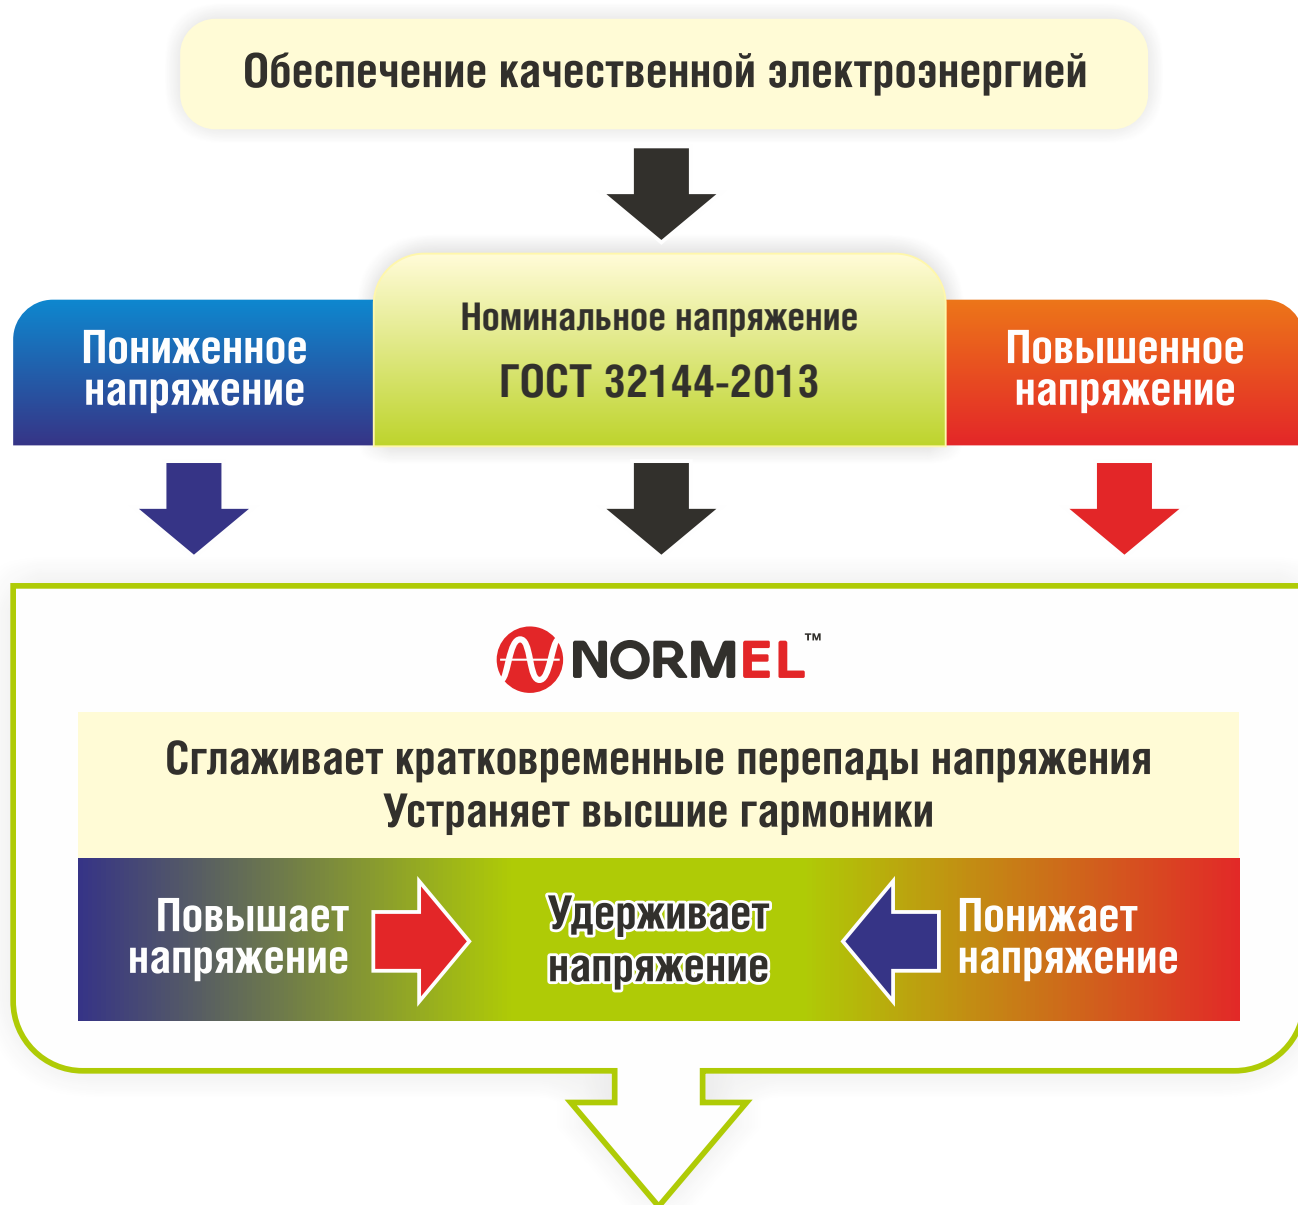 Обеспечение качественной электроэнергией
Номинальное напряжение
ГОСТ 32144-2013
Пониженное
напряжение
Повышенное
напряжение
NORMEL™
Сглаживает кратковременные перепады напряжения
Устраняет высшие гармоники
Повышает
напряжение
Удерживает
напряжение
Понижает
напряжение